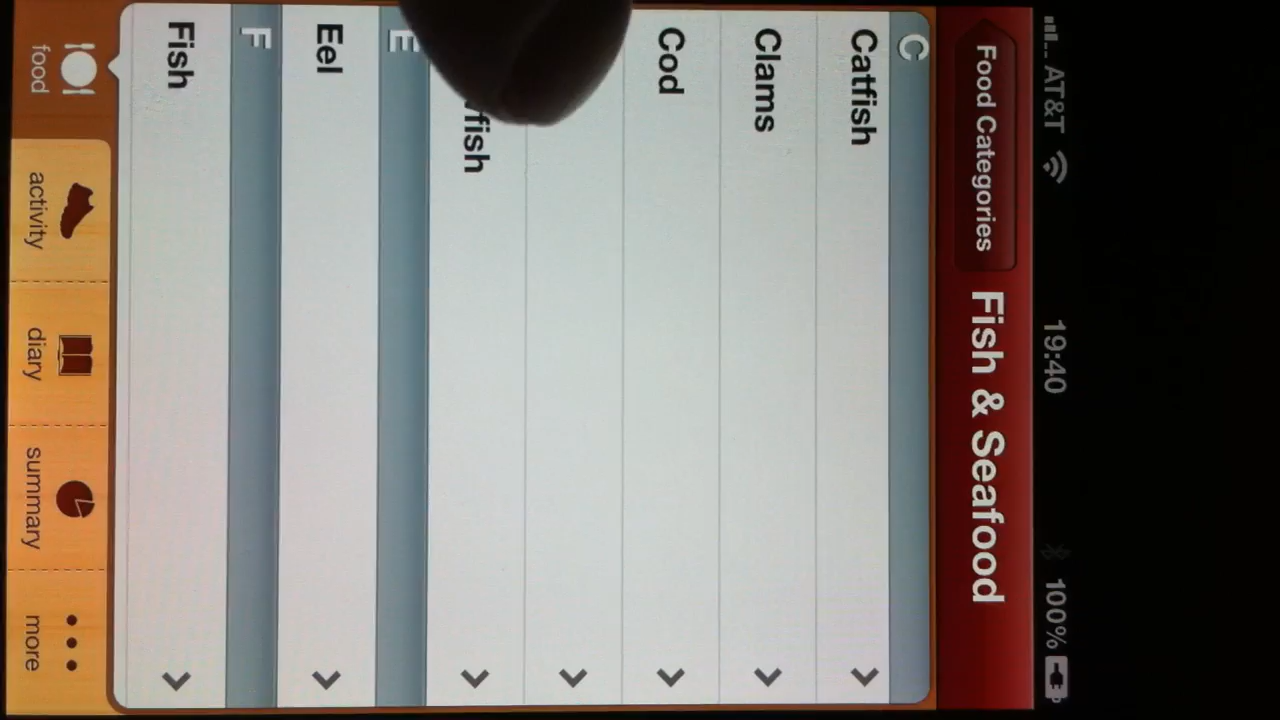 AT&T 19:40 100%
Food Categories Fish & Seafood
C
Catfish
Clams
Cod
E
Eel
F
Fish
food activity diary summary more